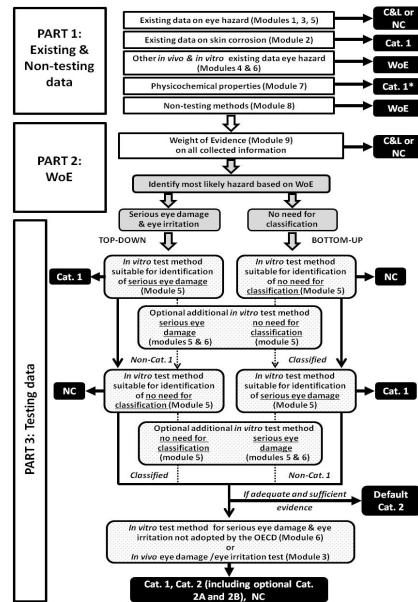 PART 1:
Existing &
Non-testing
data
Existing data on eye hazard (Modules 1, 3, 5)
C&L or
NC
Existing data on skin corrosion (Module 2)
Cat. 1
Other in vivo & in vitro existing data eye hazard
(Modules 4 & 6)
WoE
Physicochemical properties (Module 7)
Cat. 1*
Non-testing methods (Module 8)
WoE
PART 2:
WoE
Weight of Evidence (Module 9)
on all collected information
C&L or
NC
Identify most likely hazard based on WoE
Serious eye damage
& eye irritation
No need for
classification
TOP-DOWN
BOTTOM-UP
PART 3: Testing data
Cat. 1
In vitro test method
suitable for identification
of serious eye damage
(Module 5)
In vitro test method
suitable for identification
of no need for
classification (Module 5)
NC
Optional additional in vitro test method
serious eye
damage
(modules 5 & 6)
no need for
classification
(module 5)
Non-Cat. 1
Classified
NC
In vitro test method
suitable for identification
of no need for
classification (Module 5)
In vitro test method
suitable for identification
of serious eye damage
(Module 5)
Cat. 1
Optional additional in vitro test method
no need for
classification
(module 5)
serious eye
damage
(modules 5 & 6)
Classified
Non-Cat. 1
If adequate and sufficient
evidence
Default
Cat. 2
In vitro test method for serious eye damage & eye
irritation not adopted by the OECD (Module 6)
or
In vivo eye damage /eye irritation test (Module 3)
Cat. 1, Cat. 2 (including optional Cat.
2A and 2B), NC